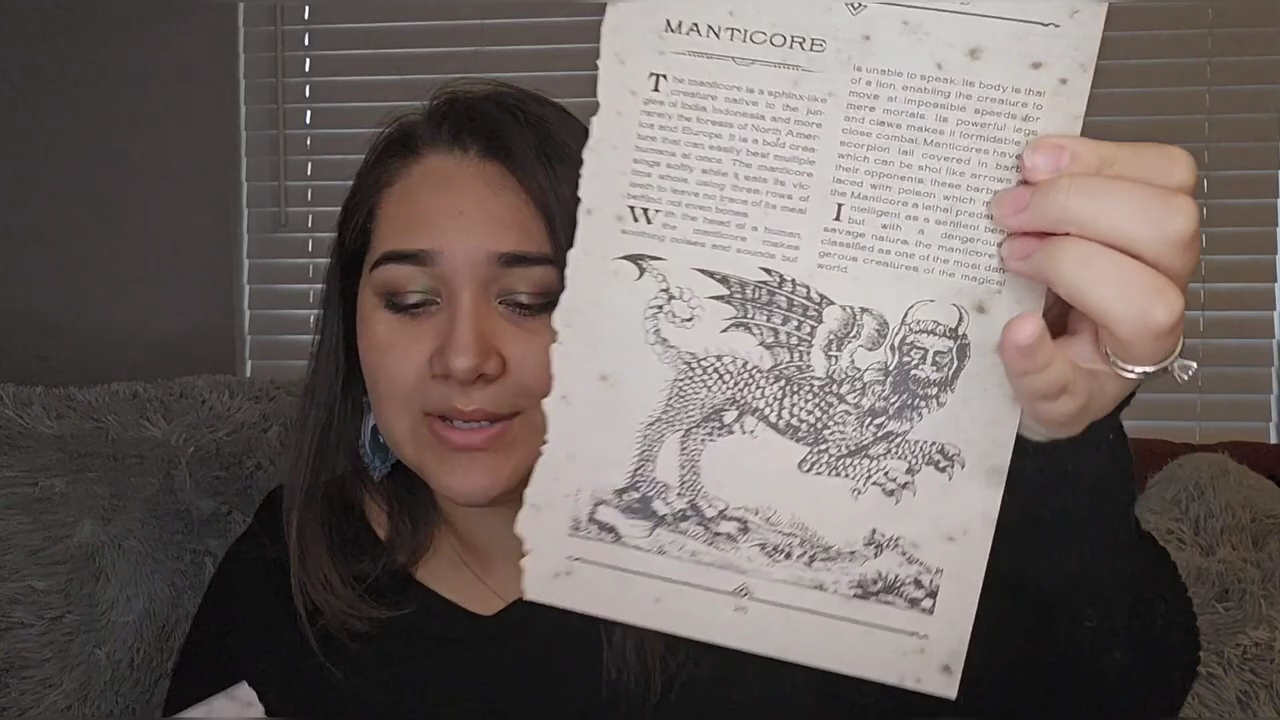 MANTICORE
The manticore is a sphinx-like
creature native to the jun-
gles of India, Indonesia, and more
rarely the forests of North Amer-
ica and Europe. It is a bold crea-
ture that can easily best multiple
humans at once. The manticore
sings softly while it eats its vic-
tims whole, using three rows of
teeth to leave no trace of its meal
behind, not even bones.
With the head of a human,
the manticore makes
soothing noises and sounds but
is unable to speak. Its body is that
of a lion, enabling the creature to
move at impossible speeds for
mere mortals. Its powerful legs
and claws makes it formidable
close combat. Manticores have
scorpion tail covered in barb
which can be shot like arrows
their opponents; these barbs
laced with poison which
the Manticore a lethal predat
Intelligent as a sentient bei
but with a dangerous
savage nature, the manticore
classified as one of the most dan-
gerous creatures of the magical
world.